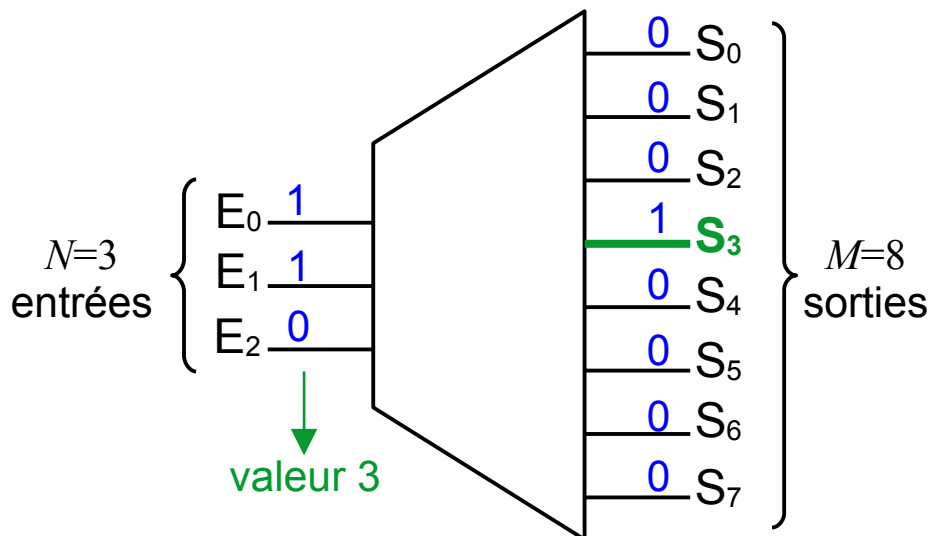 N=3
entrées
E₀ 1
E₁ 1
E₂ 0
valeur 3
0 S₀
0 S₁
0 S₂
1 S₃
0 S₄
0 S₅
0 S₆
0 S₇
M=8
sorties